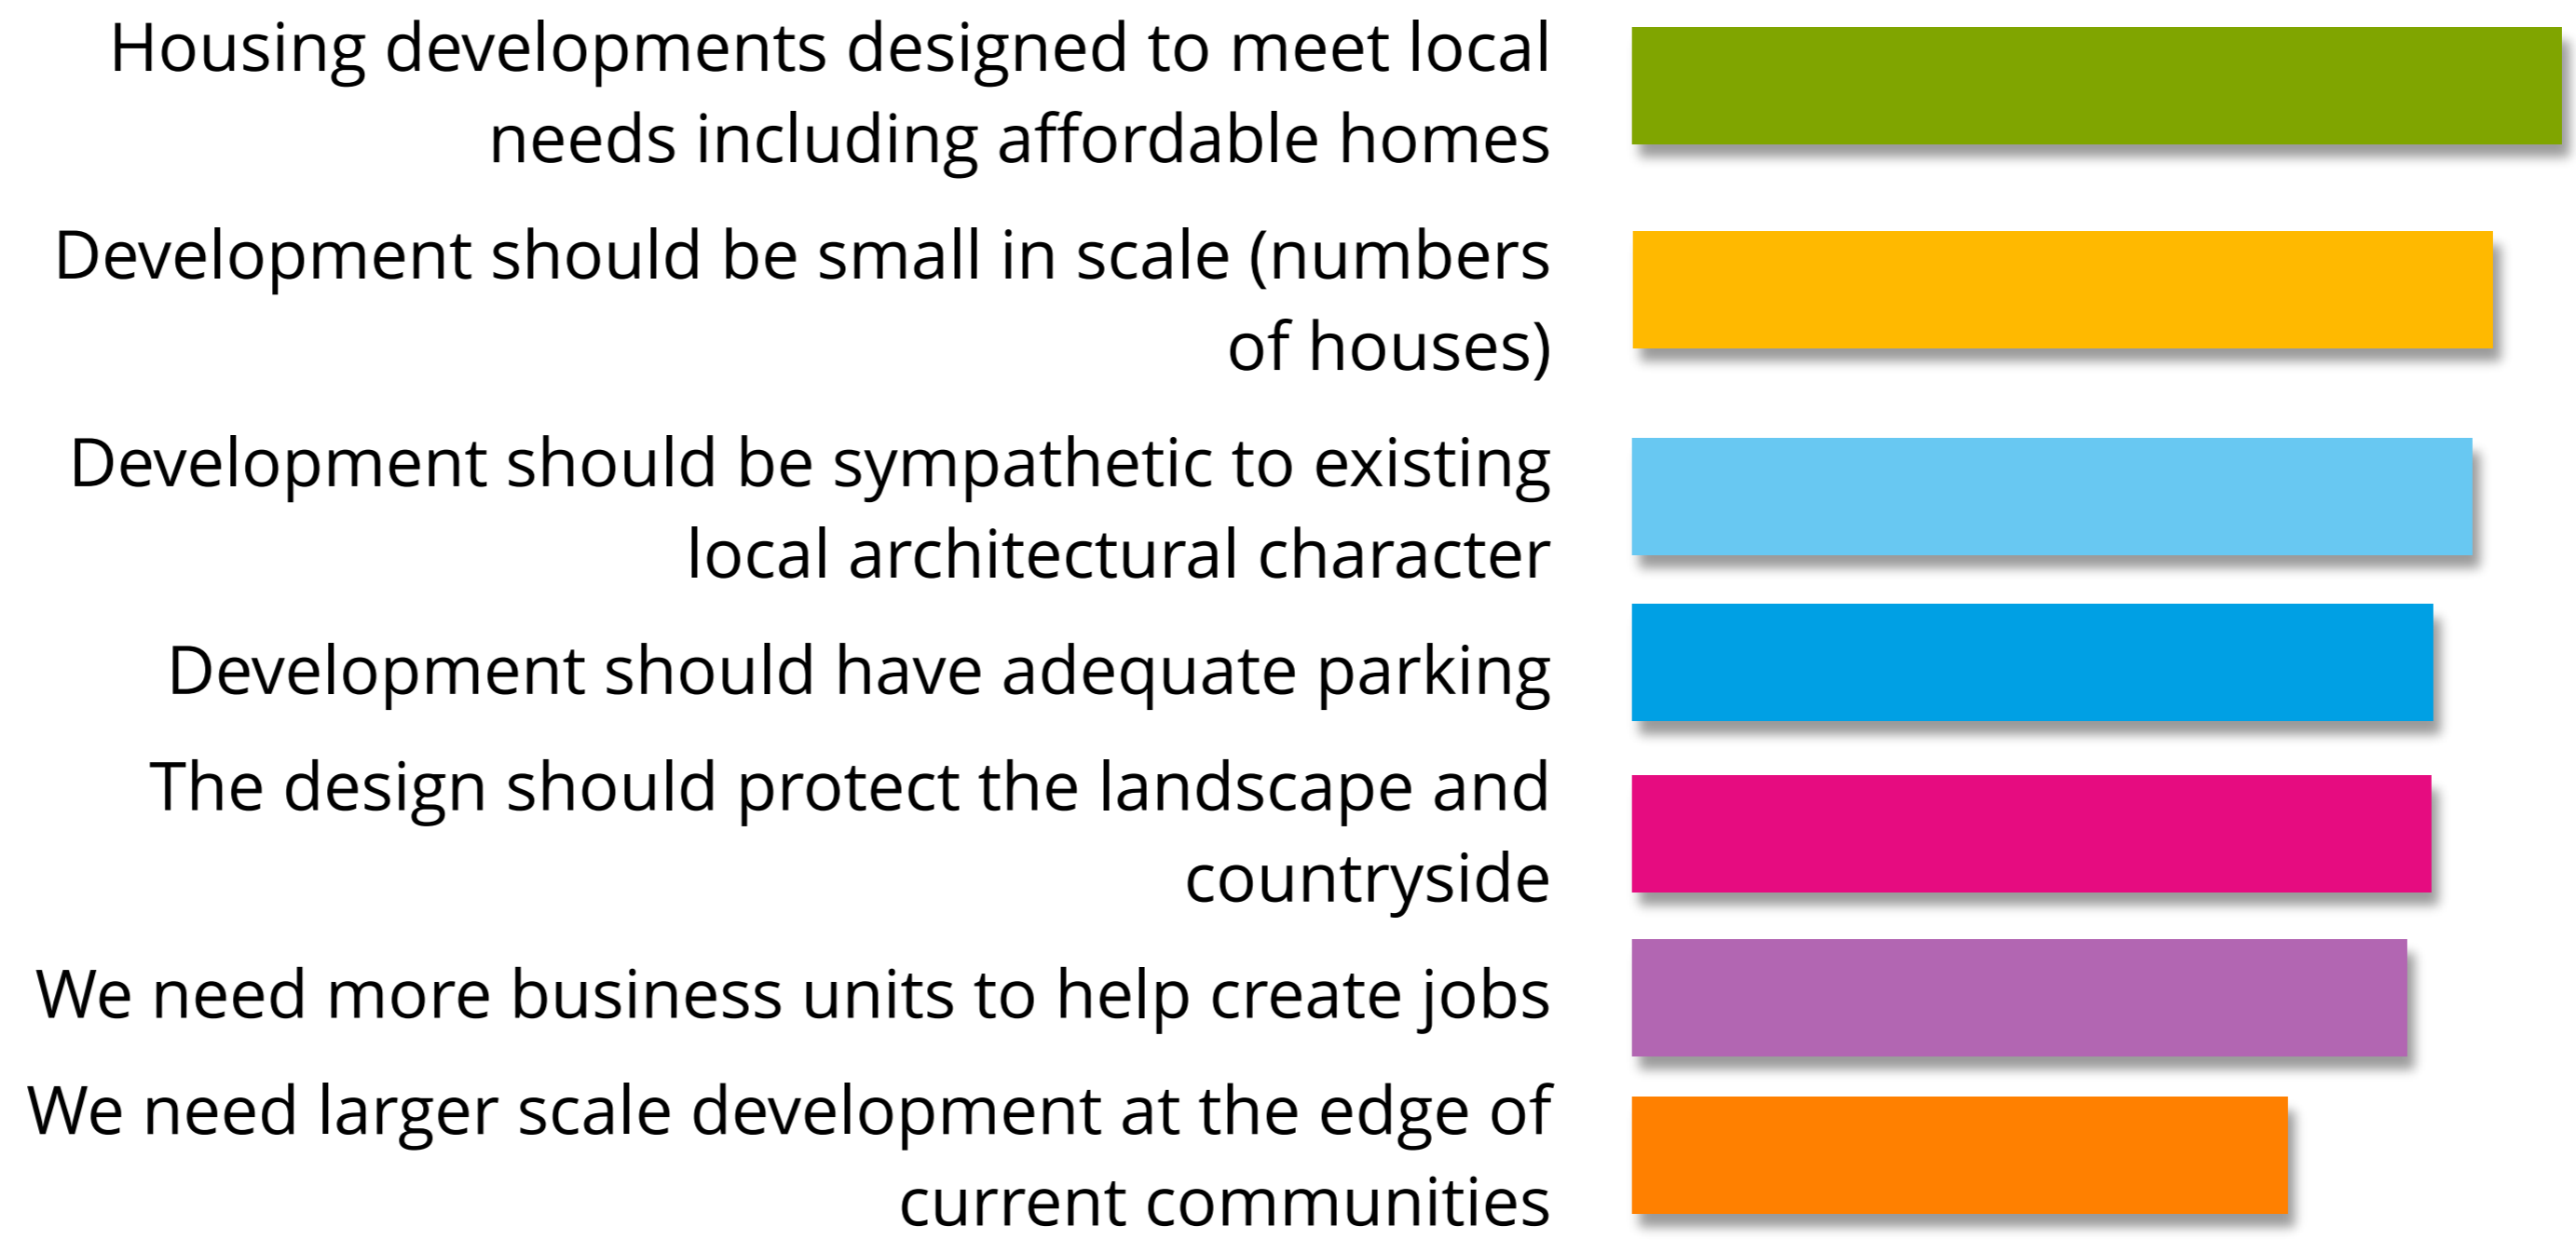 Housing developments designed to meet local
needs including affordable homes
Development should be small in scale (numbers
of houses)
Development should be sympathetic to existing
local architectural character
Development should have adequate parking
The design should protect the landscape and
countryside
We need more business units to help create jobs
We need larger scale development at the edge of
current communities